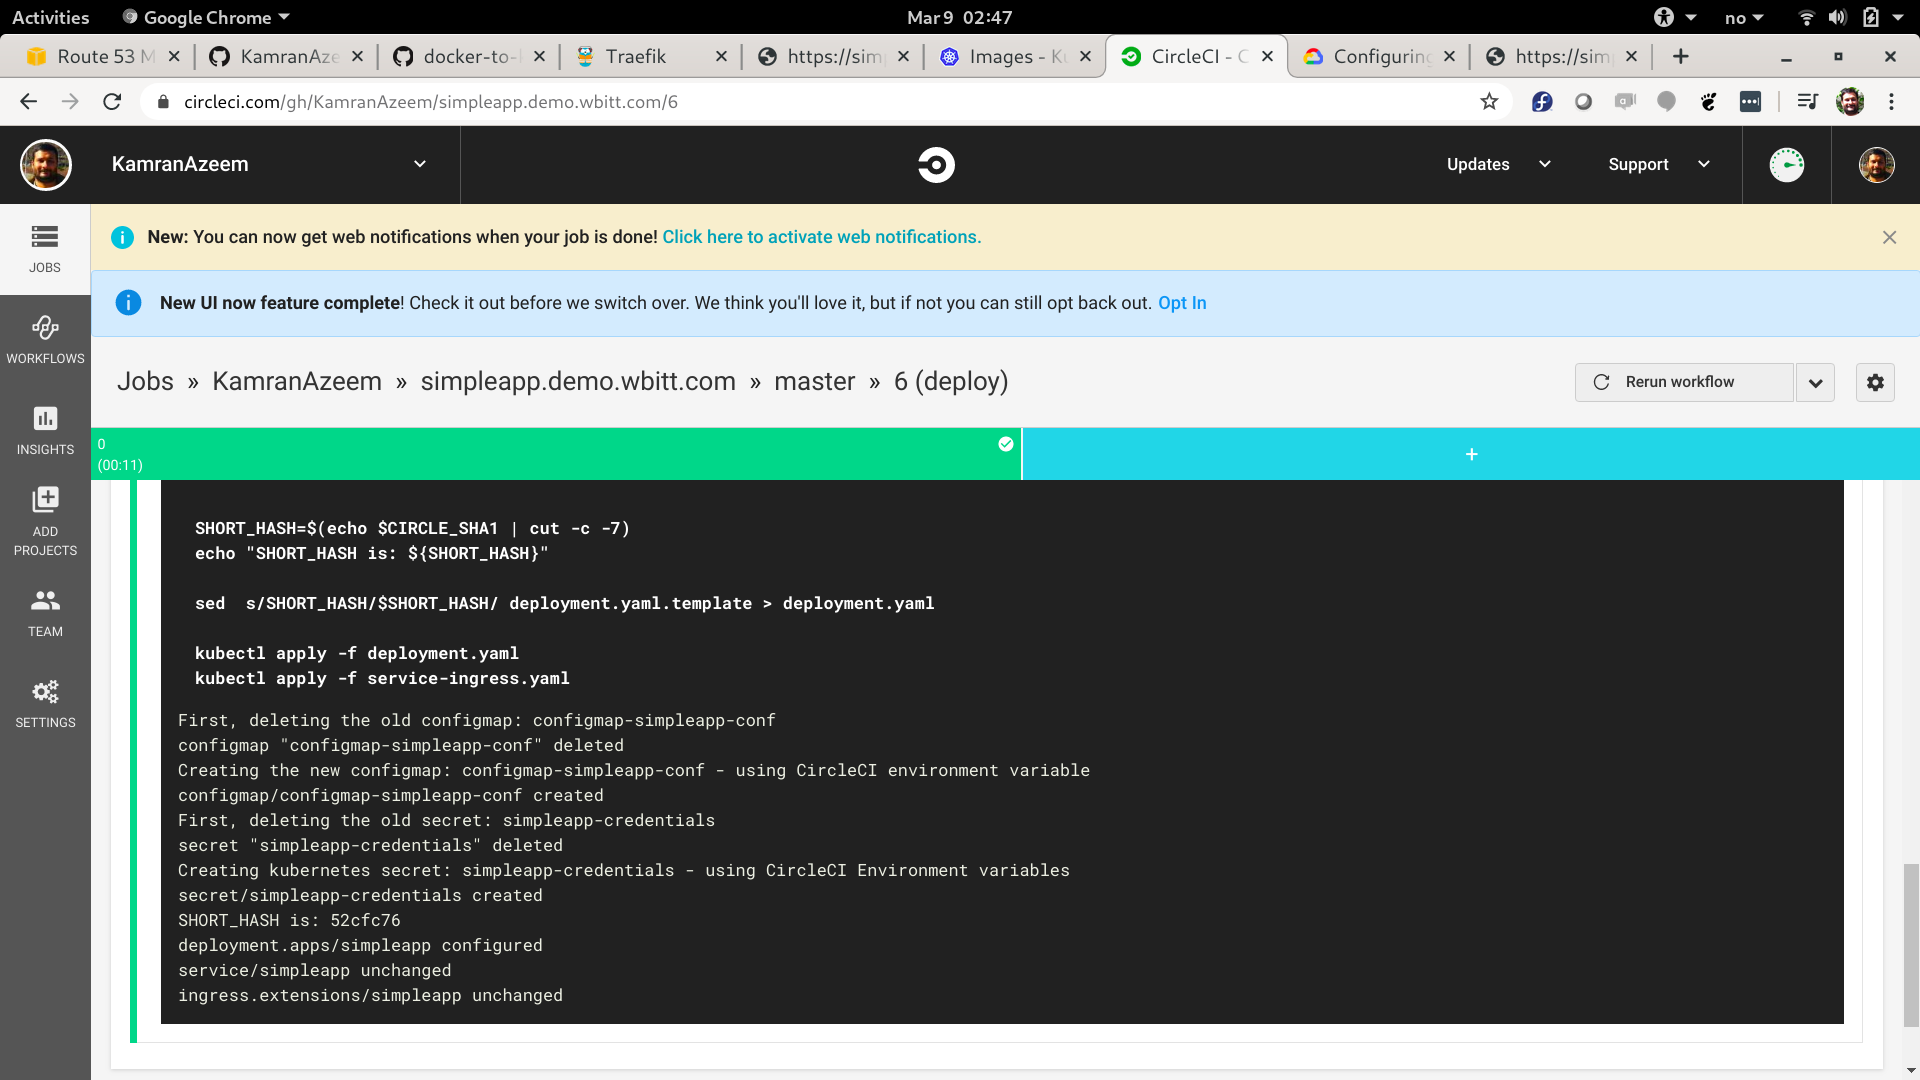 Activities
Google Chrome
Mar 9 02:47
no
Route 53 M
KamranAze
docker-to-
Traefik
https://sim
Images - Ku
CircleCI - C
Configuring
https://sim
circleci.com/gh/KamranAzeem/simpleapp.demo.wbitt.com/6
KamranAzeem
Updates
Support
JOBS
WORKFLOWS
INSIGHTS
ADD
PROJECTS
TEAM
SETTINGS
New: You can now get web notifications when your job is done! Click here to activate web notifications.
New UI now feature complete! Check it out before we switch over. We think you'll love it, but if not you can still opt back out. Opt In
Jobs » KamranAzeem » simpleapp.demo.wbitt.com » master » 6 (deploy)
Rerun workflow
0
(00:11)
+
SHORT_HASH=$(echo $CIRCLE_SHA1 | cut -c -7)
echo "SHORT_HASH is: ${SHORT_HASH}"
sed  s/SHORT_HASH/$SHORT_HASH/ deployment.yaml.template > deployment.yaml
kubectl apply -f deployment.yaml
kubectl apply -f service-ingress.yaml
First, deleting the old configmap: configmap-simpleapp-conf
configmap "configmap-simpleapp-conf" deleted
Creating the new configmap: configmap-simpleapp-conf - using CircleCI environment variable
configmap/configmap-simpleapp-conf created
First, deleting the old secret: simpleapp-credentials
secret "simpleapp-credentials" deleted
Creating kubernetes secret: simpleapp-credentials - using CircleCI Environment variables
secret/simpleapp-credentials created
SHORT_HASH is: 52cfc76
deployment.apps/simpleapp configured
service/simpleapp unchanged
ingress.extensions/simpleapp unchanged